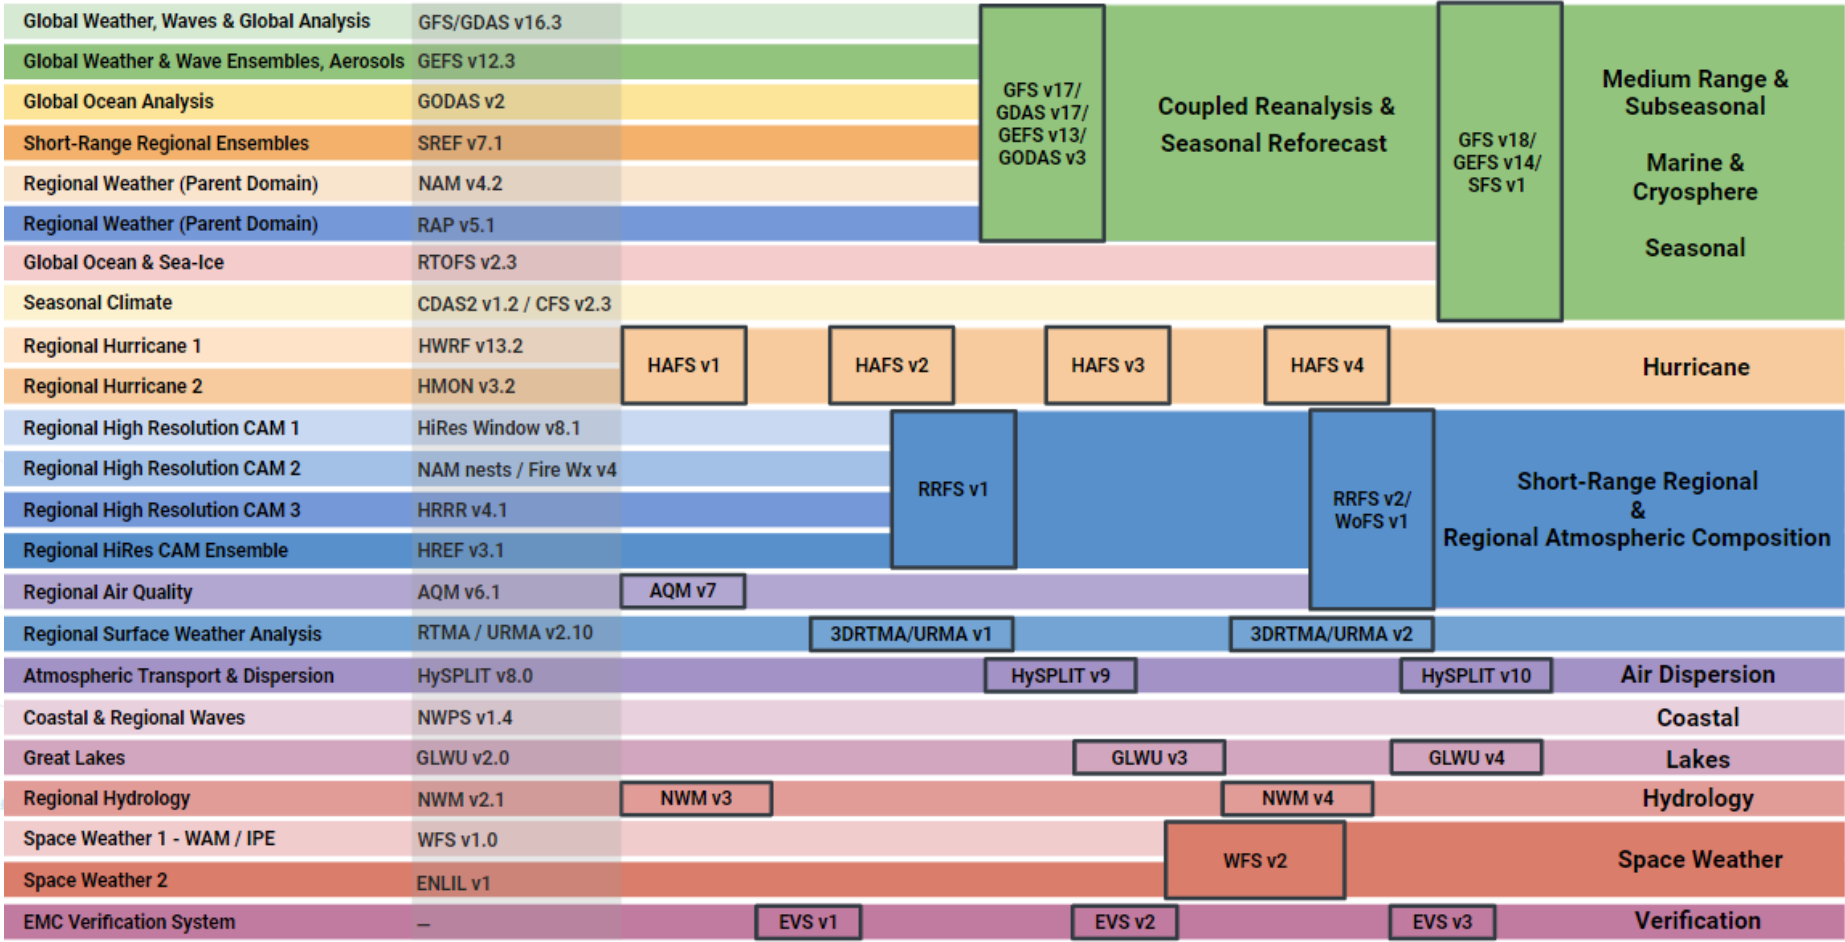 Global Weather, Waves & Global Analysis GFS/GDAS v16.3
Global Weather & Wave Ensembles, Aerosols GEFS v12.3
Global Ocean Analysis GODAS v2
Short-Range Regional Ensembles SREF v7.1
Regional Weather (Parent Domain) NAM v4.2
Regional Weather (Parent Domain) RAP v5.1
Global Ocean & Sea-Ice RTOFS v2.3
Seasonal Climate CDAS2 v1.2 / CFS v2.3
GFS v17/
GDAS v17/
GEFS v13/
GODAS v3
Coupled Reanalysis &
Seasonal Reforecast
GFS v18/
GEFS v14/
SFS v1
Medium Range &
Subseasonal
Marine &
Cryosphere
Seasonal
Regional Hurricane 1 HWRF v13.2
Regional Hurricane 2 HMON v3.2
HAFS v1 HAFS v2 HAFS v3 HAFS v4 Hurricane
Regional High Resolution CAM 1 HiRes Window v8.1
Regional High Resolution CAM 2 NAM nests / Fire Wx v4
Regional High Resolution CAM 3 HRRR v4.1
Regional HiRes CAM Ensemble HREF v3.1
RRFS v1
RRFS v2/
WoFS v1
Short-Range Regional
&
Regional Atmospheric Composition
Regional Air Quality AQM v6.1 AQM v7
Regional Surface Weather Analysis RTMA / URMA v2.10 3DRTMA/URMA v1 3DRTMA/URMA v2
Atmospheric Transport & Dispersion HySPLIT v8.0 HySPLIT v9 HySPLIT v10 Air Dispersion
Coastal & Regional Waves NWPS v1.4 Coastal
Great Lakes GLWU v2.0 GLWU v3 GLWU v4 Lakes
Regional Hydrology NWM v2.1 NWM v3 NWM v4 Hydrology
Space Weather 1 - WAM / IPE WFS v1.0
Space Weather 2 ENLIL v1
WFS v2 Space Weather
EMC Verification System – EVS v1 EVS v2 EVS v3 Verification